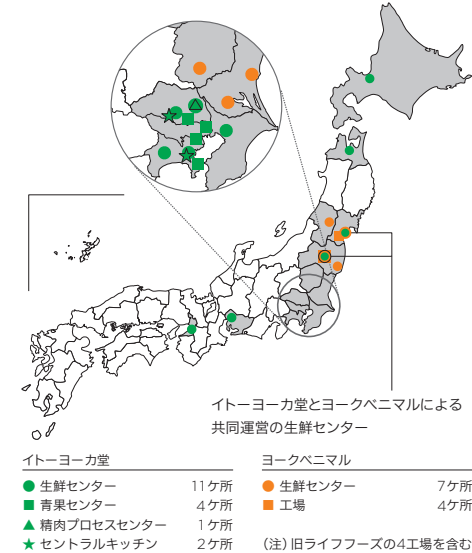 イトーヨーカ堂とヨークベニマルによる
共同運営の生鮮センター
イトーヨーカ堂
生鮮センター 11ケ所
青果センター 4ケ所
精肉プロセスセンター 1ケ所
セントラルキッチン 2ケ所
ヨークベニマル
生鮮センター 7ケ所
工場 4ケ所
(注)旧ライフフーズの4工場を含む